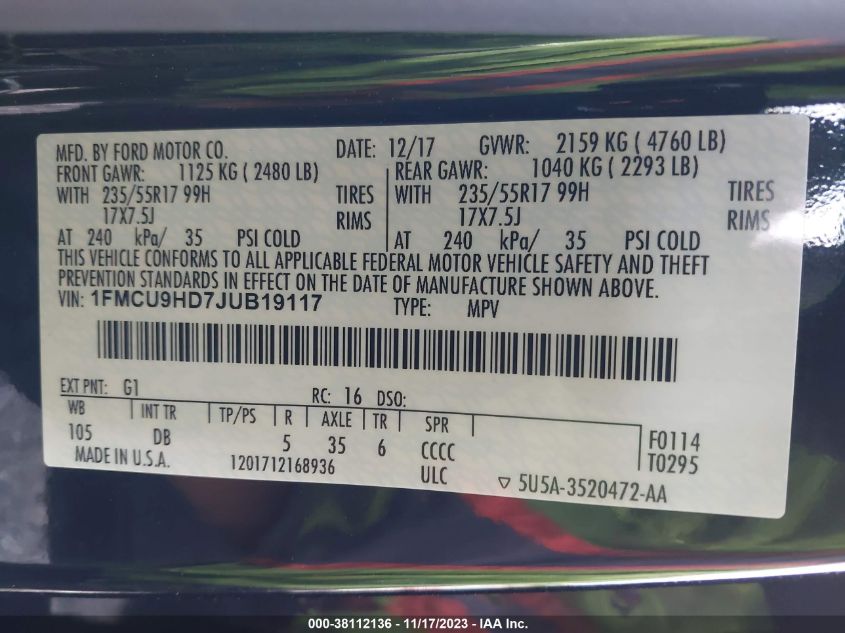 MFD. BY FORD MOTOR CO. DATE: 12/17 GVWR: 2159 KG ( 4760 LB)
FRONT GAWR: 1125 KG ( 2480 LB) REAR GAWR: 1040 KG ( 2293 LB)
WITH 235/55R17 99H TIRES WITH 235/55R17 99H TIRES
17X7.5J RIMS 17X7.5J RIMS
AT 240 kPa/ 35 PSI COLD AT 240 kPa/ 35 PSI COLD
THIS VEHICLE CONFORMS TO ALL APPLICABLE FEDERAL MOTOR VEHICLE SAFETY AND THEFT
PREVENTION STANDARDS IN EFFECT ON THE DATE OF MANUFACTURE SHOWN ABOVE.
VIN: 1FMCU9HD7JUB19117 TYPE: MPV
EXT PNT: G1 RC: 16 DSO:
WB INT TR TP/PS R AXLE TR SPR
105 DB 5 35 6 CCCC F0114
MADE IN U.S.A. 1201712168936 ULC T0295
▽ 5U5A-3520472-AA
000-38112136 - 11/17/2023 - IAA Inc.